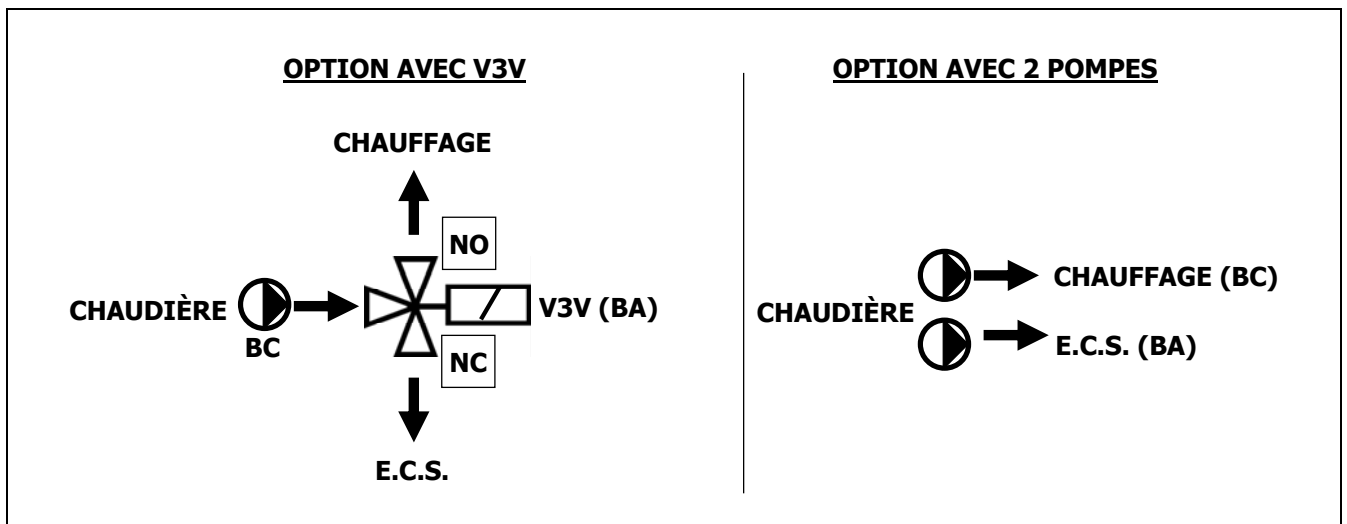 OPTION AVEC V3V
CHAUFFAGE
NO
CHAUDIÈRE
V3V (BA)
BC
NC
E.C.S.
OPTION AVEC 2 POMPES
CHAUFFAGE (BC)
CHAUDIÈRE
E.C.S. (BA)